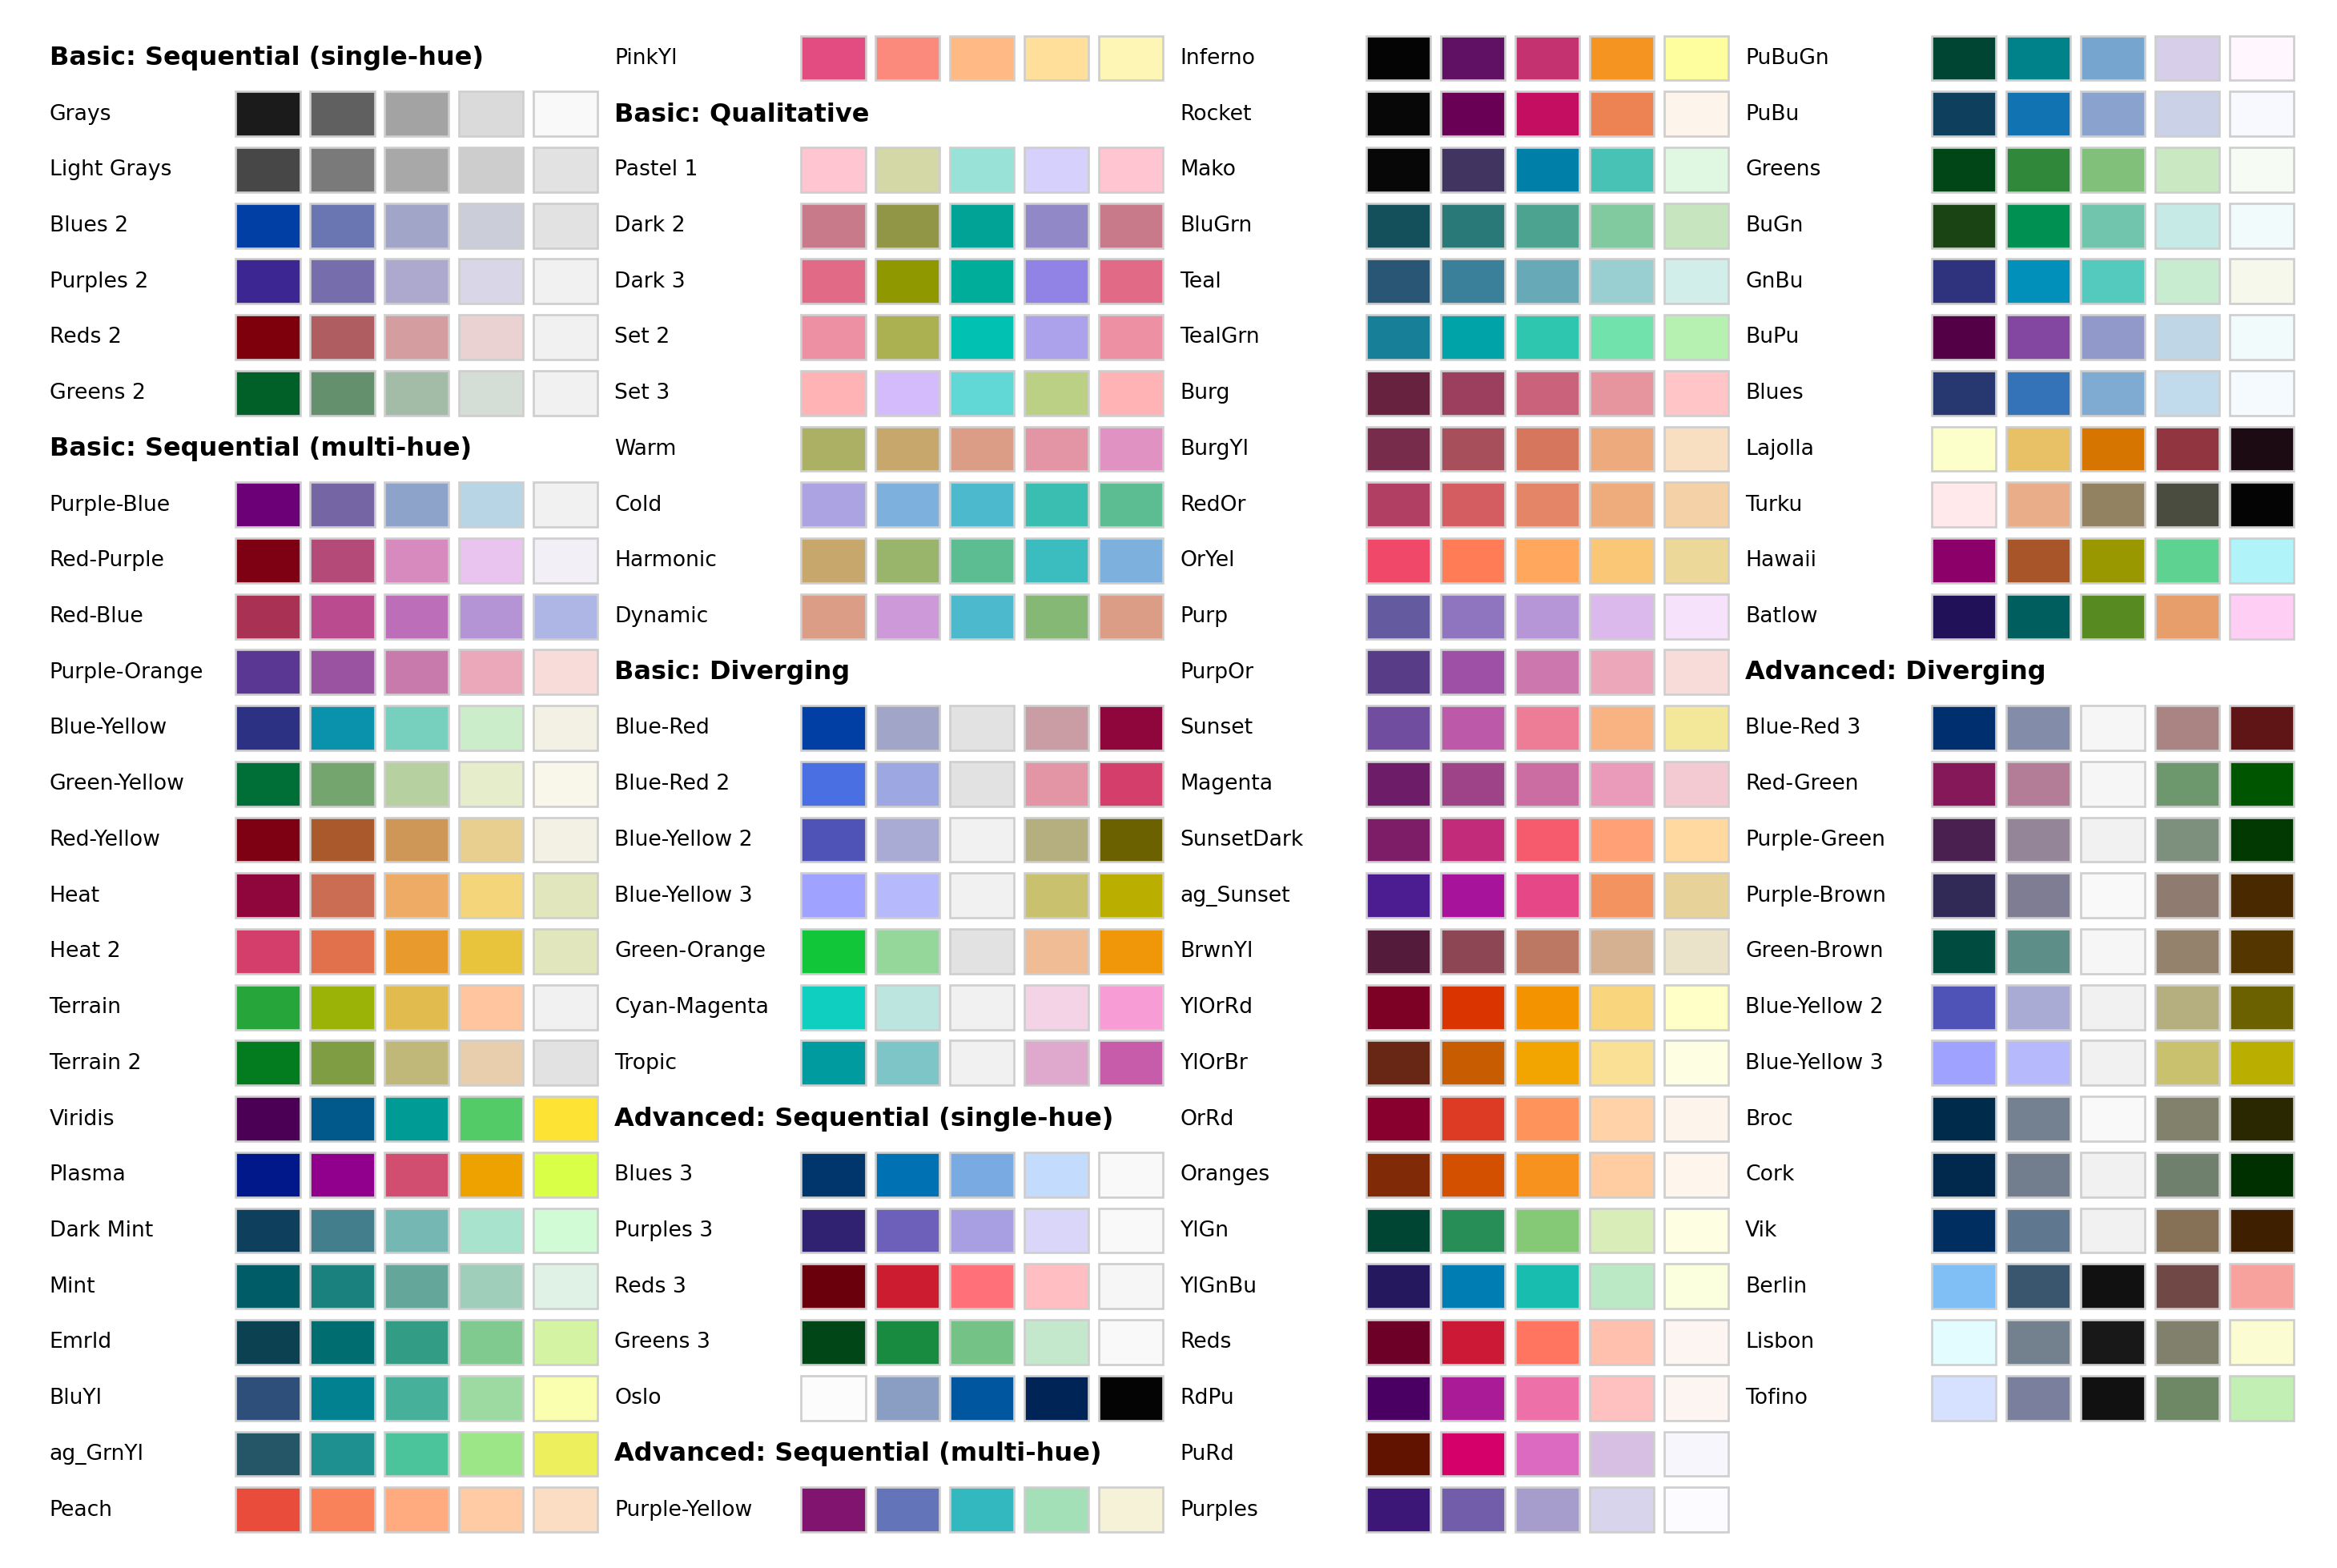 Basic: Sequential (single-hue)
Grays
Light Grays
Blues 2
Purples 2
Reds 2
Greens 2
Basic: Sequential (multi-hue)
Purple-Blue
Red-Purple
Red-Blue
Purple-Orange
Blue-Yellow
Green-Yellow
Red-Yellow
Heat
Heat 2
Terrain
Terrain 2
Viridis
Plasma
Dark Mint
Mint
Emrld
BluYl
ag_GrnYl
Peach
PinkYl
Basic: Qualitative
Pastel 1
Dark 2
Dark 3
Set 2
Set 3
Warm
Cold
Harmonic
Dynamic
Basic: Diverging
Blue-Red
Blue-Red 2
Blue-Yellow 2
Blue-Yellow 3
Green-Orange
Cyan-Magenta
Tropic
Advanced: Sequential (single-hue)
Blues 3
Purples 3
Reds 3
Greens 3
Oslo
Advanced: Sequential (multi-hue)
Purple-Yellow
Inferno
Rocket
Mako
BluGrn
Teal
TealGrn
Burg
BurgYl
RedOr
OrYel
Purp
PurpOr
Sunset
Magenta
SunsetDark
ag_Sunset
BrwnYl
YlOrRd
YlOrBr
OrRd
Oranges
YlGn
YlGnBu
Reds
RdPu
PuRd
Purples
PuBuGn
PuBu
Greens
BuGn
GnBu
BuPu
Blues
Lajolla
Turku
Hawaii
Batlow
Advanced: Diverging
Blue-Red 3
Red-Green
Purple-Green
Purple-Brown
Green-Brown
Blue-Yellow 2
Blue-Yellow 3
Broc
Cork
Vik
Berlin
Lisbon
Tofino